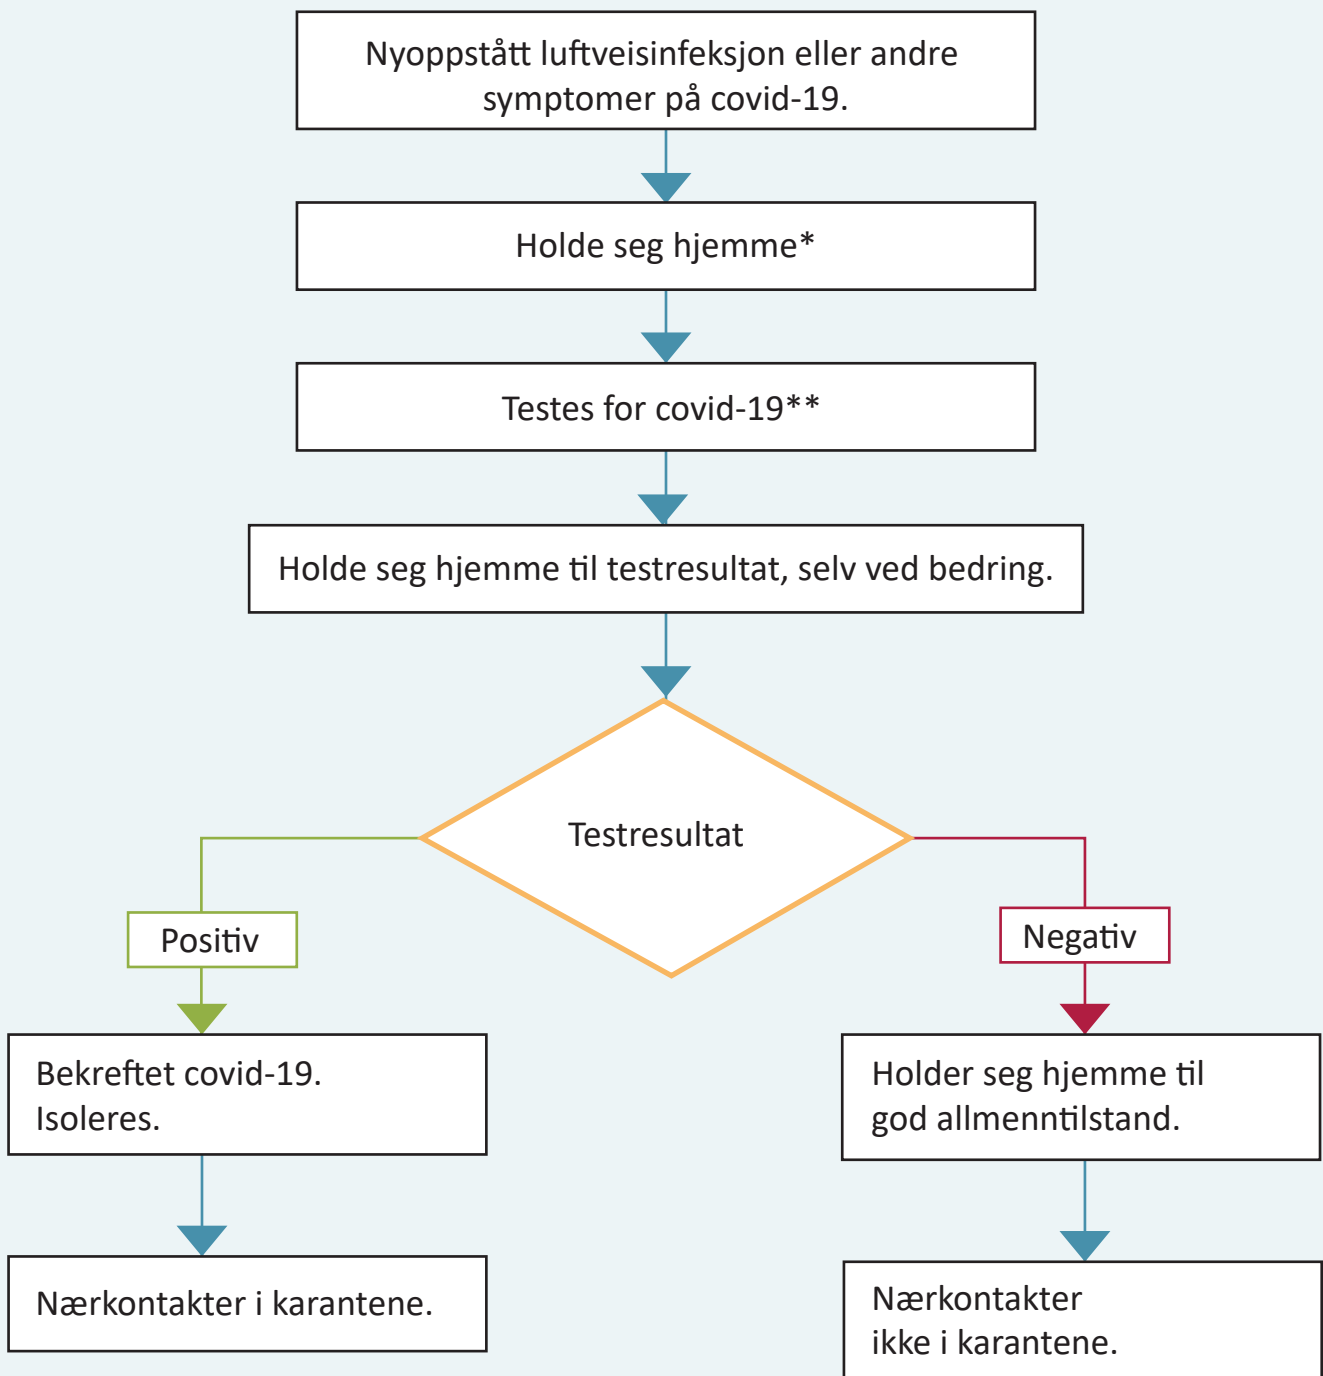 Nyoppstått luftveisinfeksjon eller andre
symptomer på covid-19.
Holde seg hjemme*
Testes for covid-19**
Holde seg hjemme til testresultat, selv ved bedring.
Testresultat
Positiv
Negativ
Bekreftet covid-19.
Isoleres.
Holder seg hjemme til
god allmenntilstand.
Nærkontakter i karantene.
Nærkontakter
ikke i karantene.